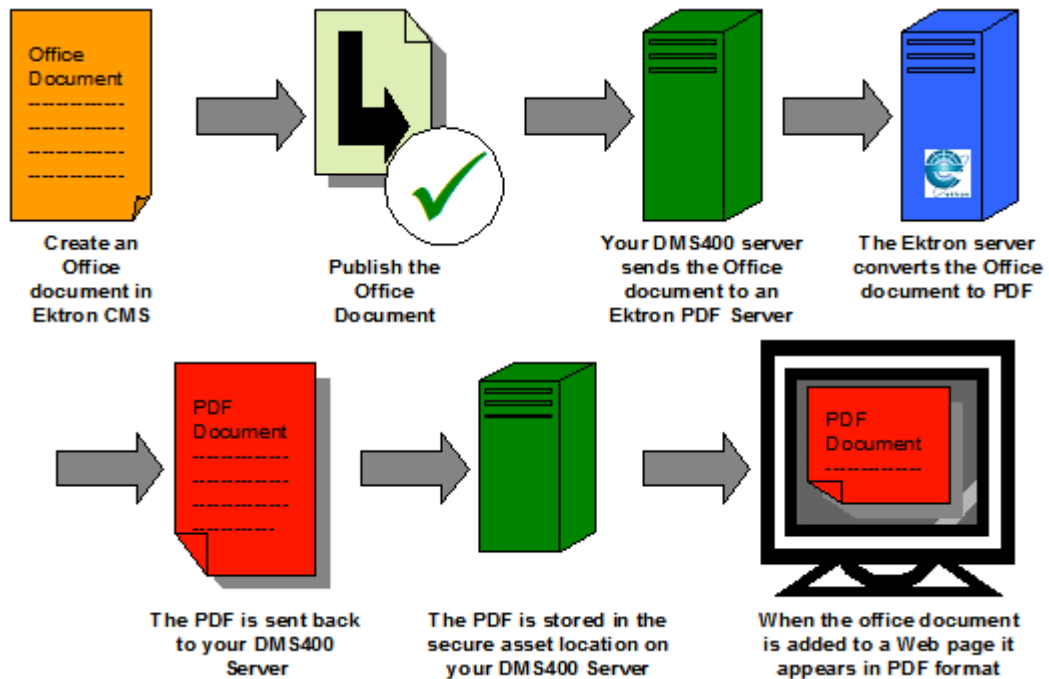 Office
Document
Create an
Office
document in
Ektron CMS
Publish the
Office
Document
Your DMS400 server
sends the Office
document to an
Ektron PDF Server
The Ektron server
converts the Office
document to PDF
PDF
Document
The PDF is sent back
to your DMS400
Server
The PDF is stored in the
secure asset location on
your DMS400 Server
PDF
Document
When the office document
is added to a Web page it
appears in PDF format